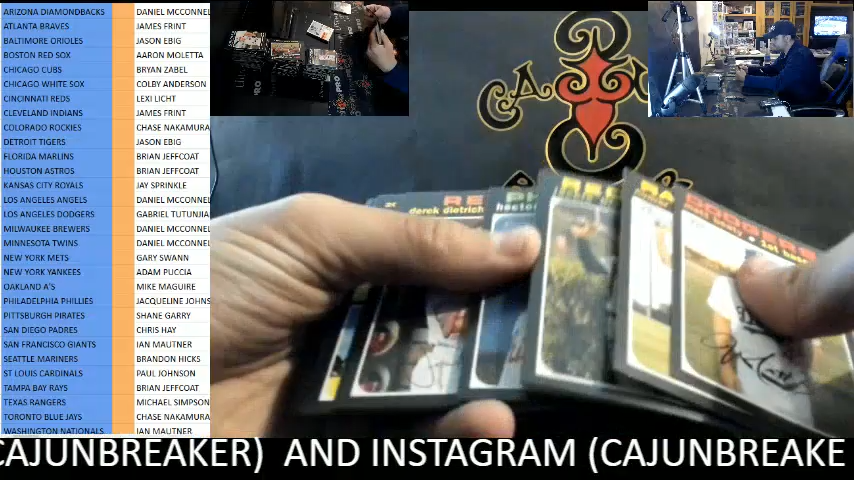 ARIZONA DIAMONDBACKS DANIEL MCCONNEL
ATLANTA BRAVES JAMES FRINT
BALTIMORE ORIOLES JASON EBIG
BOSTON RED SOX AARON MOLETTA
CHICAGO CUBS BRYAN ZABEL
CHICAGO WHITE SOX COLBY ANDERSON
CINCINNATI REDS LEXI LICHT
CLEVELAND INDIANS JAMES FRINT
COLORADO ROCKIES CHASE NAKAMURA
DETROIT TIGERS JASON EBIG
FLORIDA MARLINS BRIAN JEFFCOAT
HOUSTON ASTROS BRIAN JEFFCOAT
KANSAS CITY ROYALS JAY SPRINKLE
LOS ANGELES ANGELS DANIEL MCCONNEL
LOS ANGELES DODGERS GABRIEL TUTUNJIA
MILWAUKEE BREWERS DANIEL MCCONNEL
MINNESOTA TWINS DANIEL MCCONNEL
NEW YORK METS GARY SWANN
NEW YORK YANKEES ADAM PUCCIA
OAKLAND A'S MIKE MAGUIRE
PHILADELPHIA PHILLIES JACQUELINE JOHNS
PITTSBURGH PIRATES SHANE GARRY
SAN DIEGO PADRES CHRIS HAY
SAN FRANCISCO GIANTS IAN MAUTNER
SEATTLE MARINERS BRANDON HICKS
ST LOUIS CARDINALS PAUL JOHNSON
TAMPA BAY RAYS BRIAN JEFFCOAT
TEXAS RANGERS MICHAEL SIMPSON
TORONTO BLUE JAYS CHASE NAKAMURA
WASHINGTON NATIONALS IAN MAUTNER
RE
derek dietrich
hector
RA
DODGERS
1st bas
CAJUNBREAKER) AND INSTAGRAM (CAJUNBREAKE